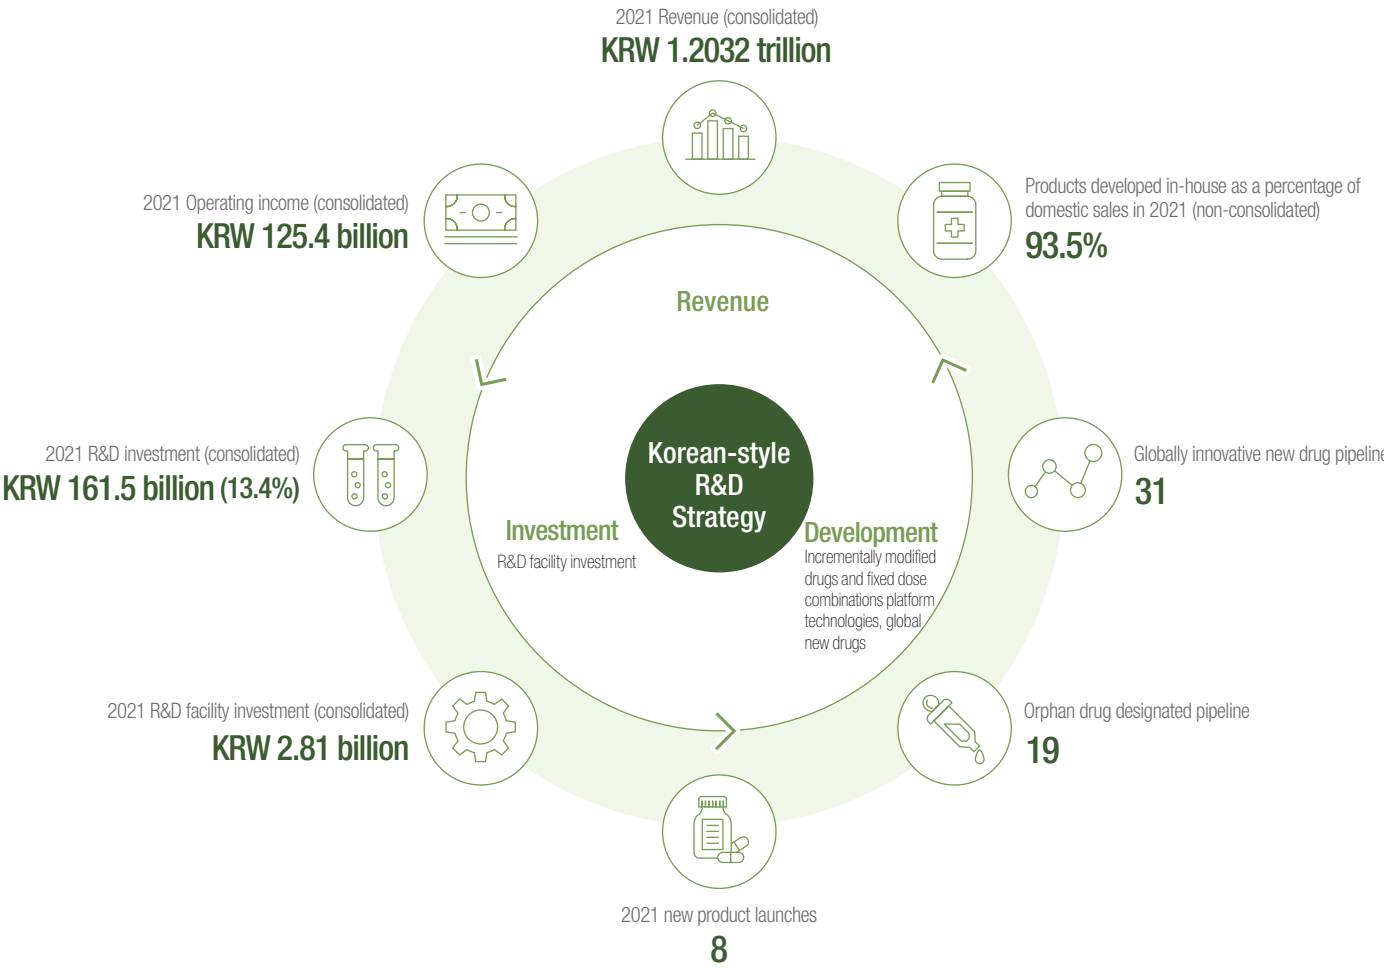 2021 Revenue (consolidated)
KRW 1.2032 trillion
2021 Operating income (consolidated)
KRW 125.4 billion
Products developed in-house as a percentage of
domestic sales in 2021 (non-consolidated)
93.5%
Revenue
2021 R&D investment (consolidated)
KRW 161.5 billion (13.4%)
Korean-style
R&D
Strategy
Globally innovative new drug pipeline
31
Investment
R&D facility investment
Development
Incrementally modified
drugs and fixed dose
combinations platform
technologies, global
new drugs
2021 R&D facility investment (consolidated)
KRW 2.81 billion
Orphan drug designated pipeline
19
2021 new product launches
8